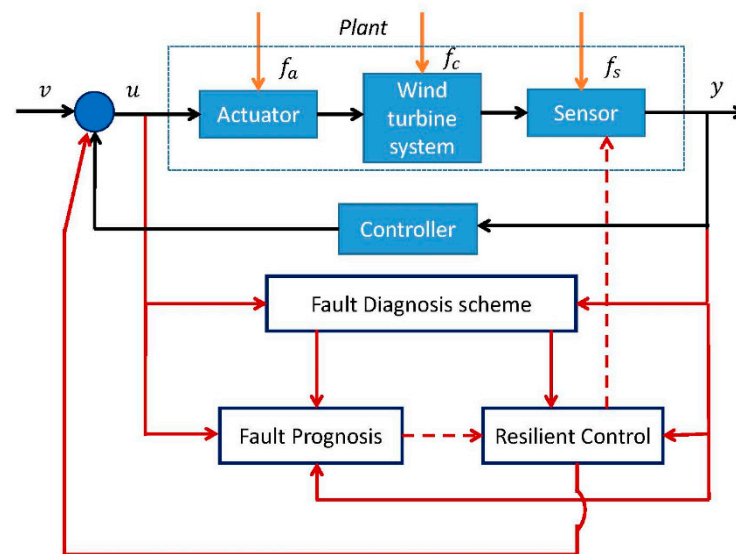 Plant
v
u
f_a
f_c
f_s
y
Actuator
Wind
turbine
system
Sensor
Controller
Fault Diagnosis scheme
Fault Prognosis
Resilient Control